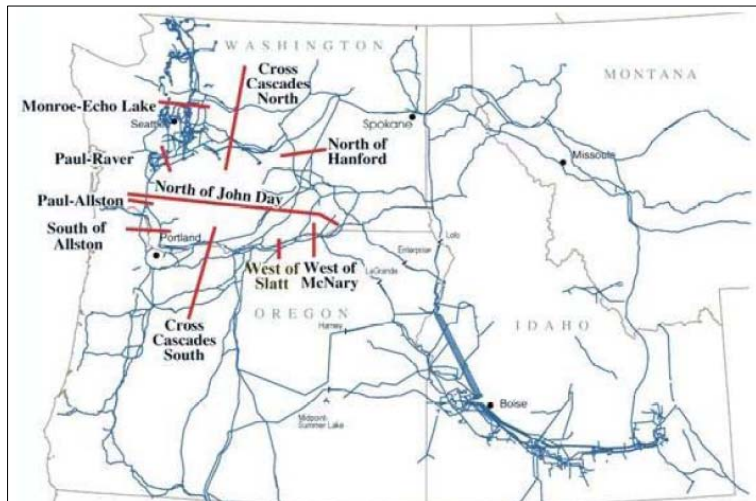 WASHINGTON
MONTANA
Cross
Cascades
North
Monroe-Echo Lake
Seattle
Spokane
North of
Hanford
Paul-Raver
Missoula
North of John Day
Paul-Allston
South of
Allston
Portland
Lolo
Enterprise
West of
Slatt
West of
McNary
LaGrande
OREGON
IDAHO
Cross
Cascades
South
Harney
Boise
Midpoint-
Summer Lake